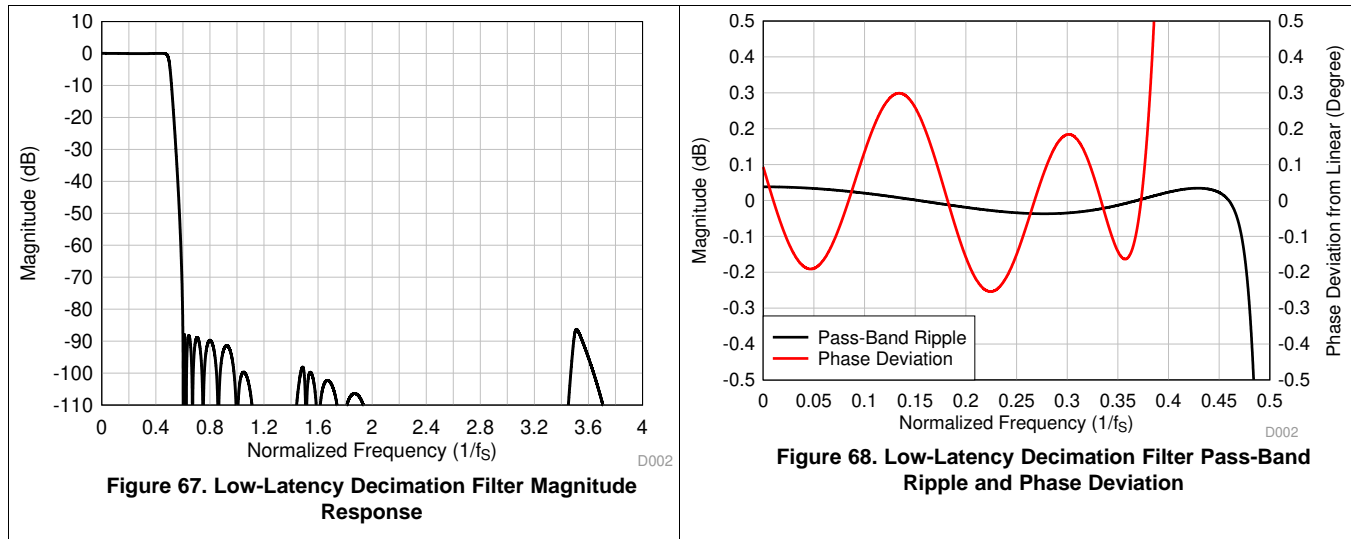 10
0
-10
-20
-30
-40
-50
-60
-70
-80
-90
-100
-110
Magnitude (dB)
0 0.4 0.8 1.2 1.6 2 2.4 2.8 3.2 3.6 4
Normalized Frequency (1/fS)
D002
Figure 67. Low-Latency Decimation Filter Magnitude
Response
0.5
0.4
0.3
0.2
0.1
0
-0.1
-0.2
-0.3
-0.4
-0.5
Magnitude (dB)
Pass-Band Ripple
Phase Deviation
0 0.05 0.1 0.15 0.2 0.25 0.3 0.35 0.4 0.45 0.5
Normalized Frequency (1/fS)
0.5
0.4
0.3
0.2
0.1
0
-0.1
-0.2
-0.3
-0.4
-0.5
Phase Deviation from Linear (Degree)
D002
Figure 68. Low-Latency Decimation Filter Pass-Band
Ripple and Phase Deviation